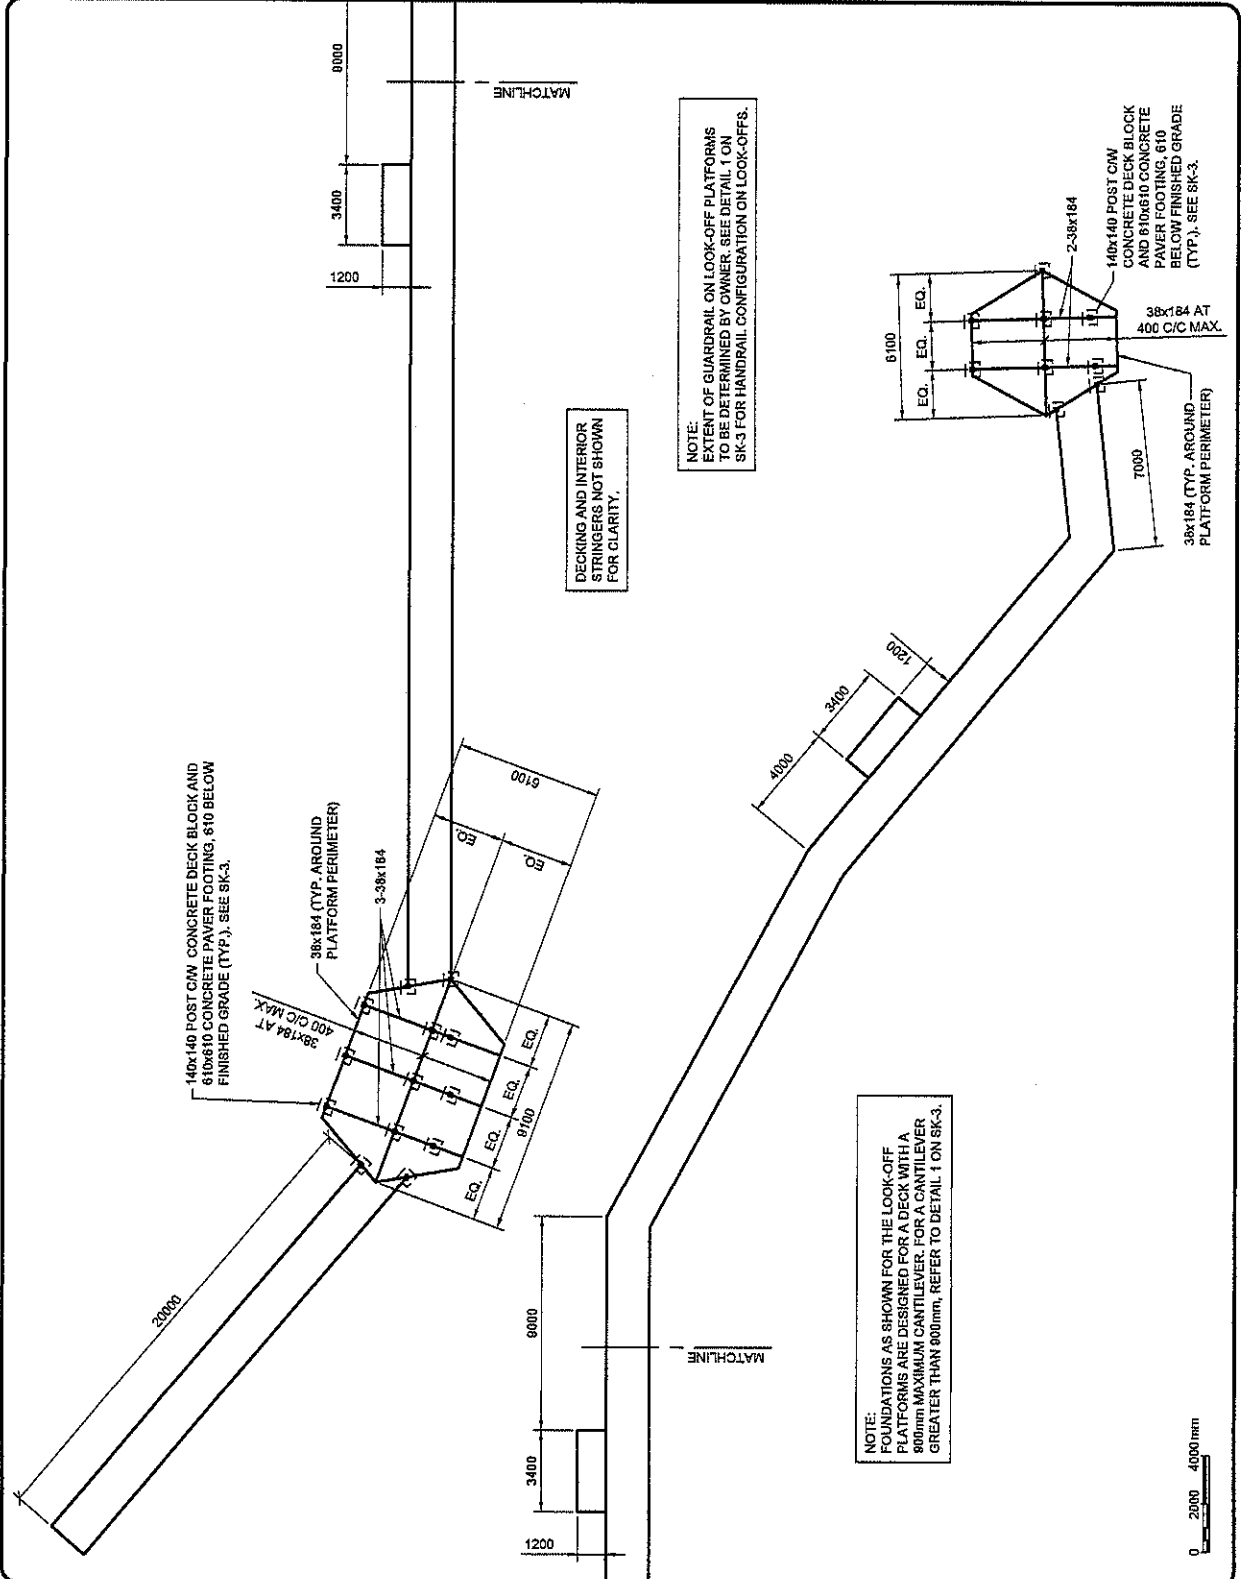 9000
MATCHLINE
3400
1200
NOTE:
EXTENT OF GUARDRAIL ON LOOK-OFF PLATFORMS
TO BE DETERMINED BY OWNER. SEE DETAIL 1 ON
SK-3 FOR HANDRAIL CONFIGURATION ON LOOK-OFFS.
140x140 POST C/W
CONCRETE DECK BLOCK
AND 610x610 CONCRETE
PAVER FOOTING, 610
BELOW FINISHED GRADE
(TYP.). SEE SK-3.
2-38x184
38x184 AT
400 C/C MAX.
6100
EQ.
EQ.
EQ.
7000
38x184 (TYP. AROUND
PLATFORM PERIMETER)
DECKING AND INTERIOR
STRINGERS NOT SHOWN
FOR CLARITY.
1200
3400
4000
140x140 POST C/W CONCRETE DECK BLOCK AND
610x610 CONCRETE PAVER FOOTING, 610 BELOW
FINISHED GRADE (TYP.). SEE SK-3.
38x184 (TYP. AROUND
PLATFORM PERIMETER)
3-38x184
6100
EQ.
EQ.
38x184 AT
400 C/C MAX.
EQ.
EQ.
EQ.
EQ.
9100
20000
9000
MATCHLINE
3400
1200
NOTE:
FOUNDATIONS AS SHOWN FOR THE LOOK-OFF
PLATFORMS ARE DESIGNED FOR A DECK WITH A
900mm MAXIMUM CANTILEVER. FOR A CANTILEVER
GREATER THAN 900mm, REFER TO DETAIL 1 ON SK-3.
0 2000 4000mm